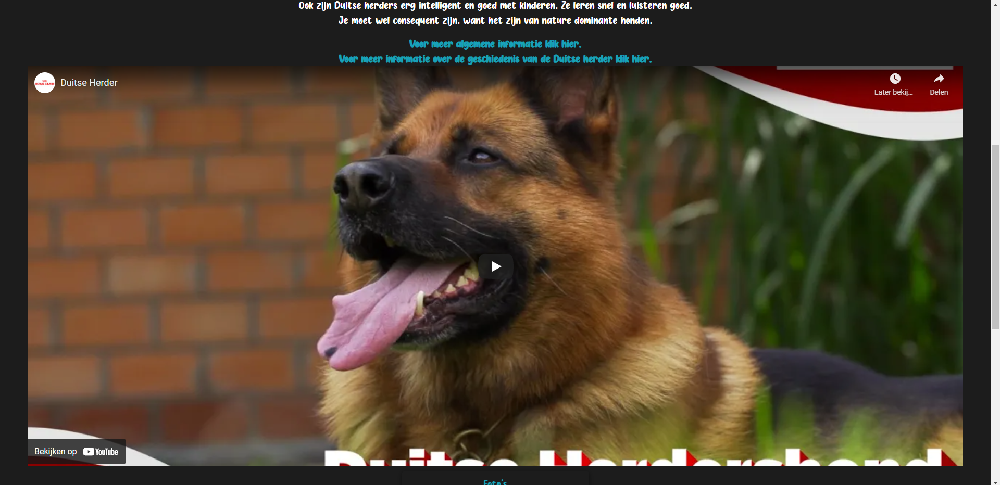 Ook zijn Duitse herders erg intelligent en goed met kinderen. Ze leren snel en luisteren goed.
Je moet wel consequent zijn, want het zijn van nature dominante honden.
Voor meer algemene informatie klik hier.
Voor meer informatie over de geschiedenis van de Duitse herder klik hier.
ROYAL CANIN
Duitse Herder
Later bekij...
Delen
Bekijken op YouTube
Duitse Herdershond
Foto's